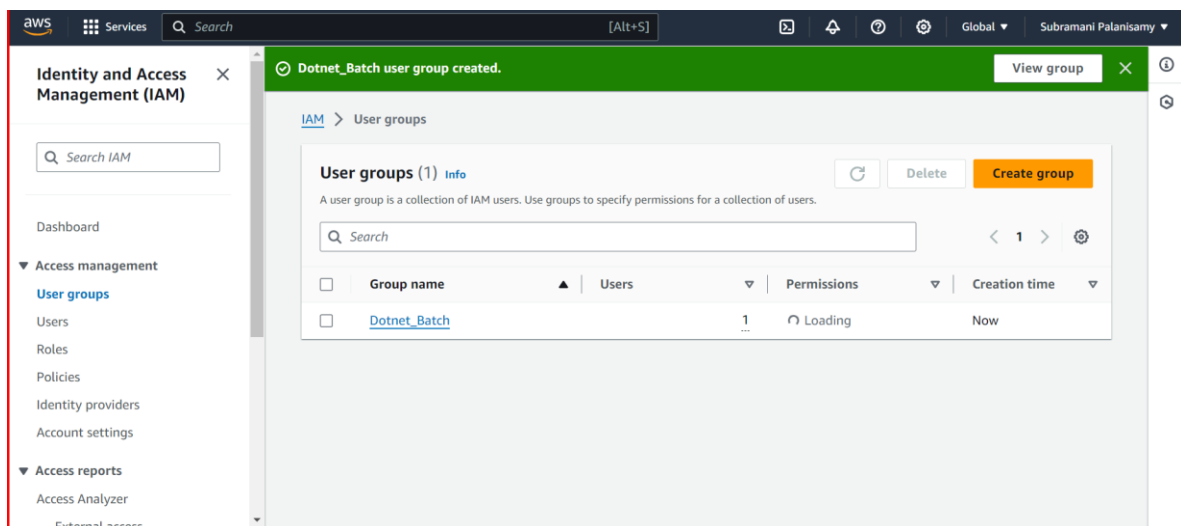 aws Services Search [Alt+S] Global Subramani Palanisamy
Identity and Access
Management (IAM)
Search IAM
Dashboard
Access management
User groups
Users
Roles
Policies
Identity providers
Account settings
Access reports
Access Analyzer
External access
Dotnet_Batch user group created. View group
IAM > User groups
User groups (1) Info Delete Create group
A user group is a collection of IAM users. Use groups to specify permissions for a collection of users.
Search 1
Group name Users Permissions Creation time
Dotnet_Batch 1 Loading Now